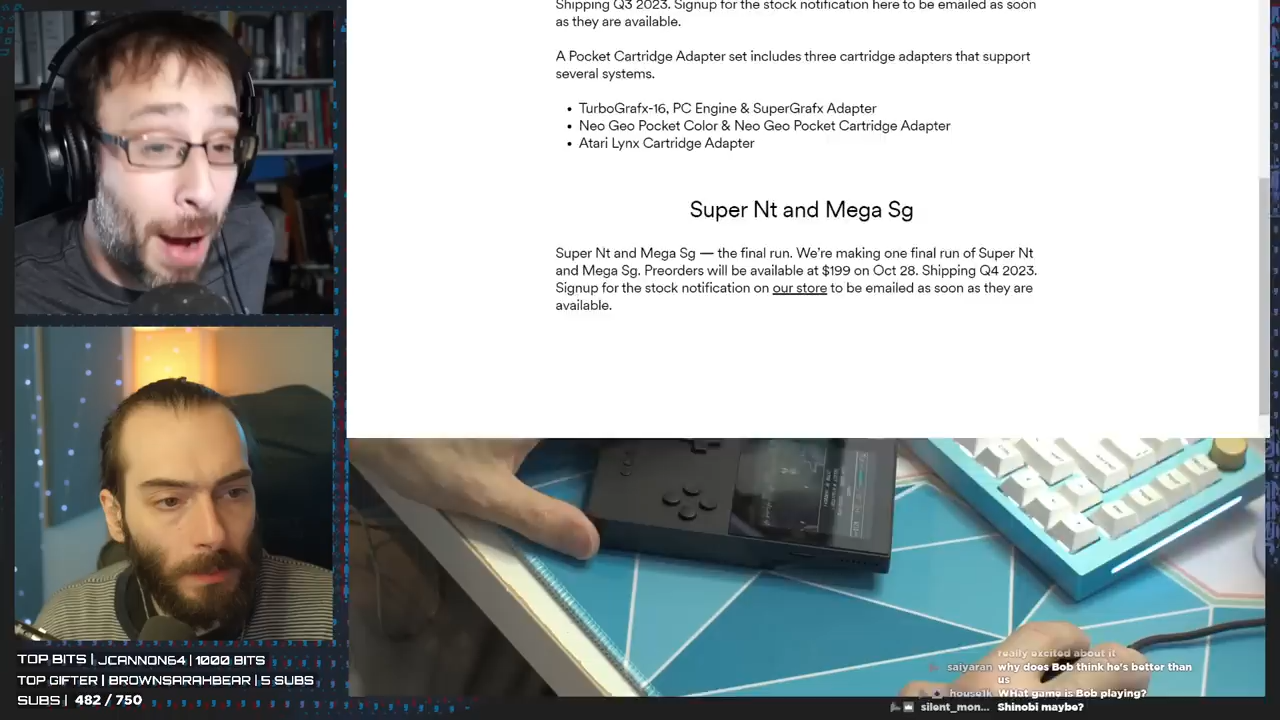 Shipping Q3 2023. Signup for the stock notification here to be emailed as soon
as they are available.
A Pocket Cartridge Adapter set includes three cartridge adapters that support
several systems.
• TurboGrafx-16, PC Engine & SuperGrafx Adapter
• Neo Geo Pocket Color & Neo Geo Pocket Cartridge Adapter
• Atari Lynx Cartridge Adapter
Super Nt and Mega Sg
Super Nt and Mega Sg — the final run. We're making one final run of Super Nt
and Mega Sg. Preorders will be available at $199 on Oct 28. Shipping Q4 2023.
Signup for the stock notification on our store to be emailed as soon as they are
available.
TOP BITS | JCANNON64 | 1000 BITS
TOP GIFTER | BROWNSARAHBEAR | 5 SUBS
SUBS | 482 / 750
really excited about it
saiyaran why does Bob think he's better than
us
house1k WHat game is Bob playing?
silent_mon... Shinobi maybe?